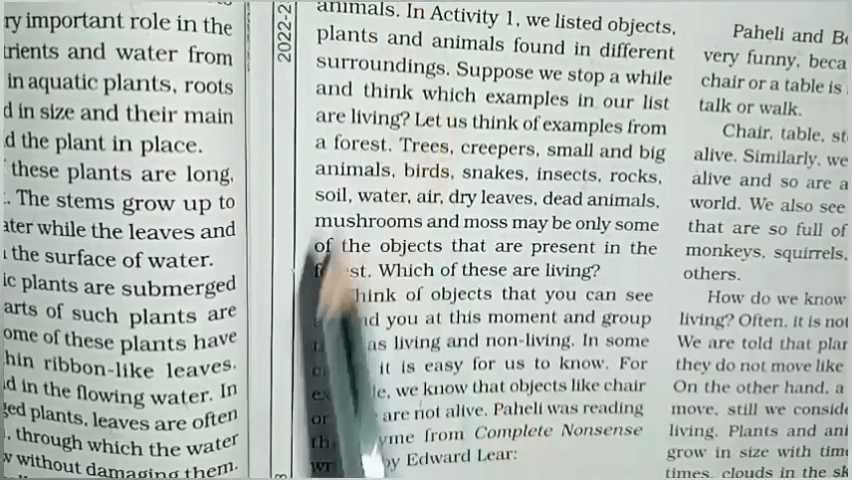 ry important role in the
trients and water from
in aquatic plants, roots
d in size and their main
d the plant in place.
these plants are long,
. The stems grow up to
ater while the leaves and
the surface of water.
ic plants are submerged
arts of such plants are
ome of these plants have
hin ribbon-like leaves.
d in the flowing water. In
ged plants, leaves are often
, through which the water
w without damaging them.
2022-2
animals. In Activity 1, we listed objects,
plants and animals found in different
surroundings. Suppose we stop a while
and think which examples in our list
are living? Let us think of examples from
a forest. Trees, creepers, small and big
animals, birds, snakes, insects, rocks,
soil, water, air, dry leaves, dead animals,
mushrooms and moss may be only some
of the objects that are present in the
st. Which of these are living?
hink of objects that you can see
nd you at this moment and group
as living and non-living. In some
it is easy for us to know. For
le, we know that objects like chair
or are not alive. Paheli was reading
th yme from Complete Nonsense
wr by Edward Lear:
Paheli and B
very funny, beca
chair or a table is
talk or walk.
Chair, table, st
alive. Similarly, we
alive and so are a
world. We also see
that are so full of
monkeys, squirrels,
others.
How do we know
living? Often, it is not
We are told that plan
they do not move like
On the other hand, a
move, still we conside
living. Plants and ani
grow in size with time
times, clouds in the sk